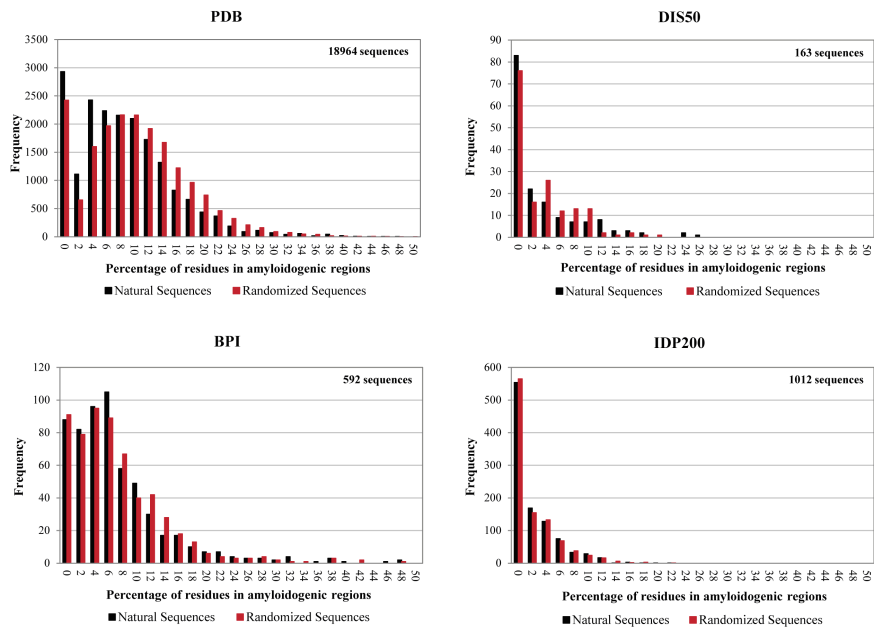 PDB
18964 sequences
3500
3000
2500
2000
1500
1000
500
0
Frequency
0 2 4 6 8 10 12 14 16 18 20 22 24 26 28 30 32 34 36 38 40 42 44 46 48 50
Percentage of residues in amyloidogenic regions
Natural Sequences Randomized Sequences
DIS50
163 sequences
90
80
70
60
50
40
30
20
10
0
Frequency
0 2 4 6 8 10 12 14 16 18 20 22 24 26 28 30 32 34 36 38 40 42 44 46 48 50
Percentage of residues in amyloidogenic regions
Natural Sequences Randomized Sequences
BPI
592 sequences
120
100
80
60
40
20
0
Frequency
0 2 4 6 8 10 12 14 16 18 20 22 24 26 28 30 32 34 36 38 40 42 44 46 48 50
Percentage of residues in amyloidogenic regions
Natural Sequences Randomized Sequences
IDP200
1012 sequences
600
500
400
300
200
100
0
Frequency
0 2 4 6 8 10 12 14 16 18 20 22 24 26 28 30 32 34 36 38 40 42 44 46 48 50
Percentage of residues in amyloidogenic regions
Natural Sequences Randomized Sequences